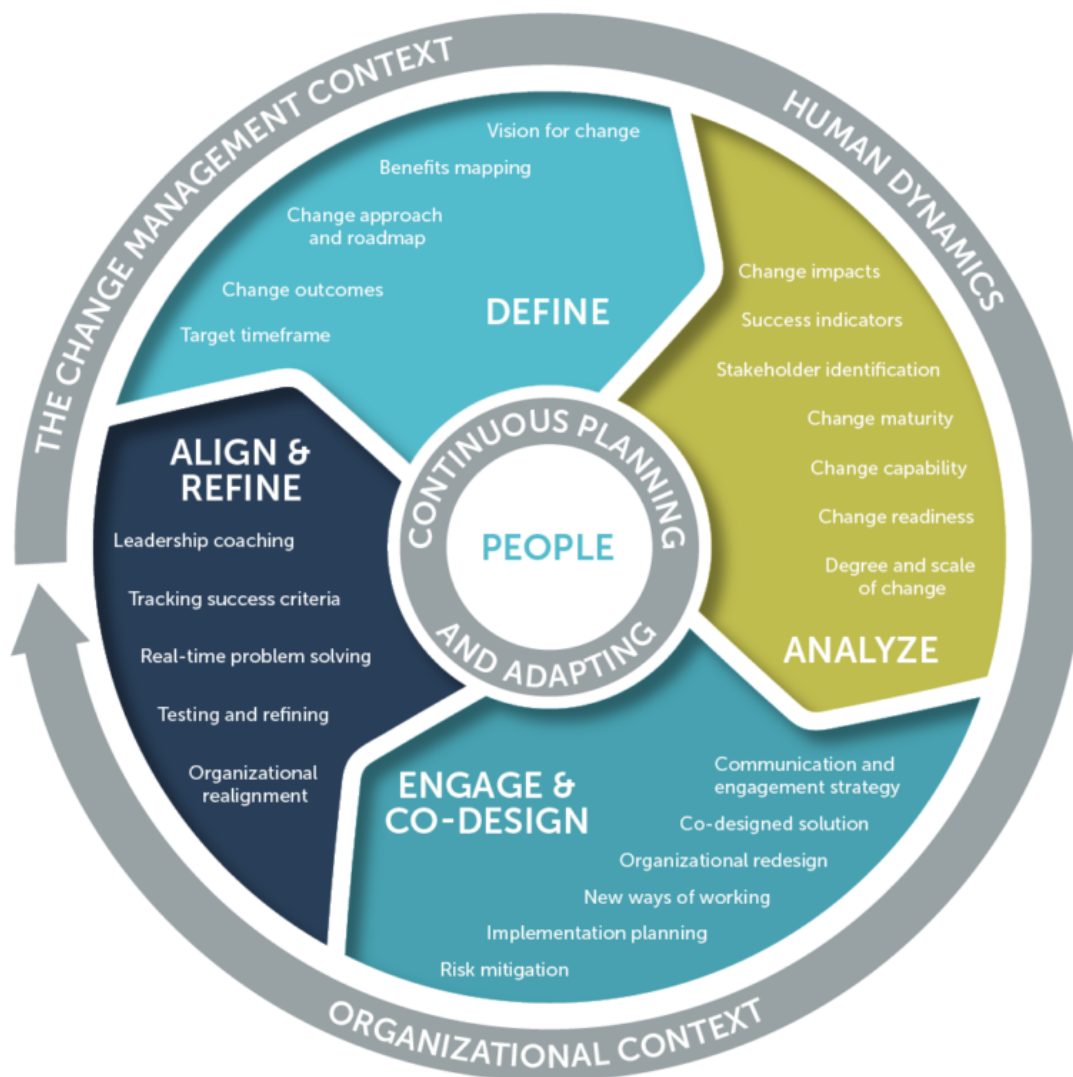 THE CHANGE MANAGEMENT CONTEXT
HUMAN DYNAMICS
ORGANIZATIONAL CONTEXT
Vision for change
Benefits mapping
Change approach
and roadmap
Change outcomes
Target timeframe
DEFINE
Change impacts
Success indicators
Stakeholder identification
Change maturity
Change capability
Change readiness
Degree and scale
of change
ANALYZE
Communication and
engagement strategy
Co-designed solution
Organizational redesign
New ways of working
Implementation planning
Risk mitigation
ENGAGE &
CO-DESIGN
ALIGN &
REFINE
Leadership coaching
Tracking success criteria
Real-time problem solving
Testing and refining
Organizational
realignment
CONTINUOUS PLANNING
AND ADAPTING
PEOPLE